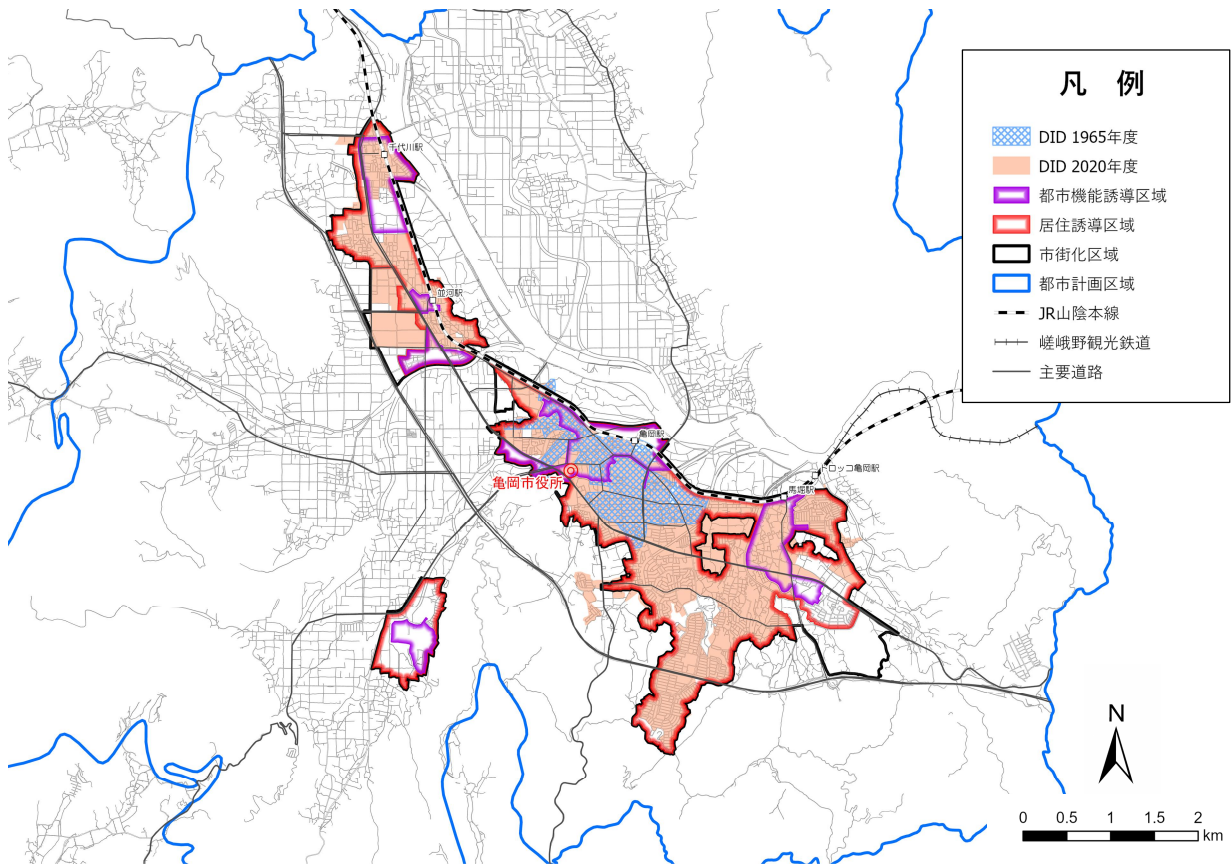 凡 例
DID 1965年度
DID 2020年度
都市機能誘導区域
居住誘導区域
市街化区域
都市計画区域
JR山陰本線
嵯峨野観光鉄道
主要道路
千代川駅
並河駅
亀岡駅
亀岡市役所
トロッコ亀岡駅
馬堀駅
N
0 0.5 1 1.5 2
km